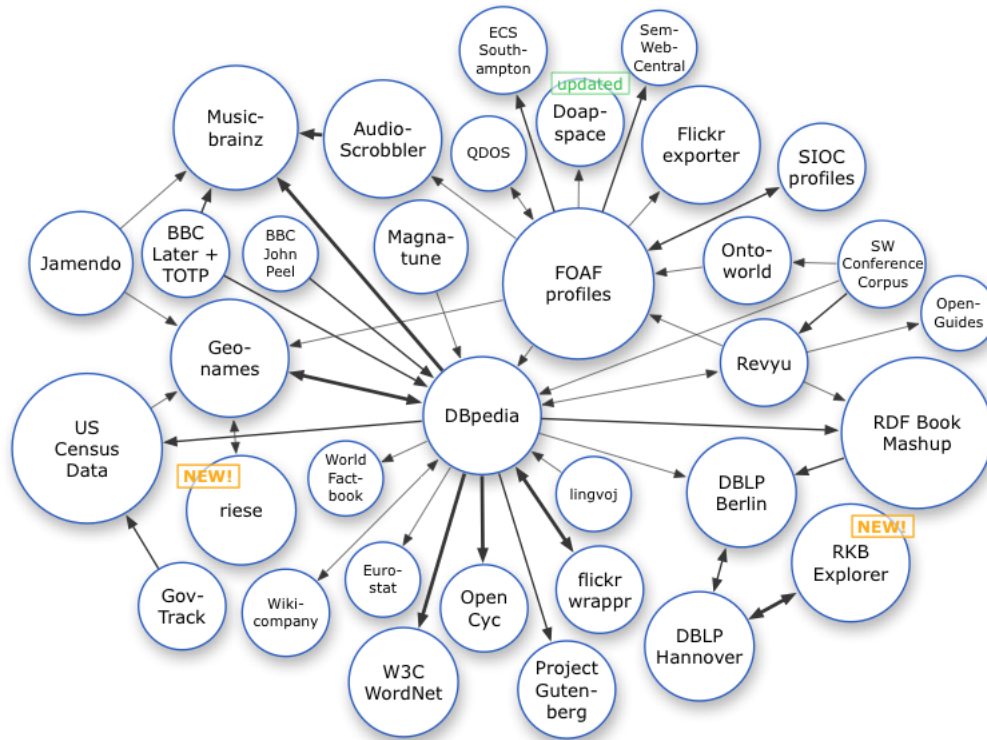 ECS
South-
ampton
Sem-
Web-
Central
updated
Doap-
space
Music-
brainz
Audio-
Scrobbler
Flickr
exporter
QDOS
SIOC
profiles
Jamendo
BBC
Later +
TOTP
BBC
John
Peel
Magna-
tune
FOAF
profiles
Onto-
world
SW
Conference
Corpus
Open-
Guides
Geo-
names
Revyu
DBpedia
US
Census
Data
RDF Book
Mashup
NEW!
riese
World
Fact-
book
lingvoj
DBLP
Berlin
NEW!
RKB
Explorer
Gov-
Track
Wiki-
company
Euro-
stat
Open
Cyc
flickr
wrappr
DBLP
Hannover
W3C
WordNet
Project
Guten-
berg